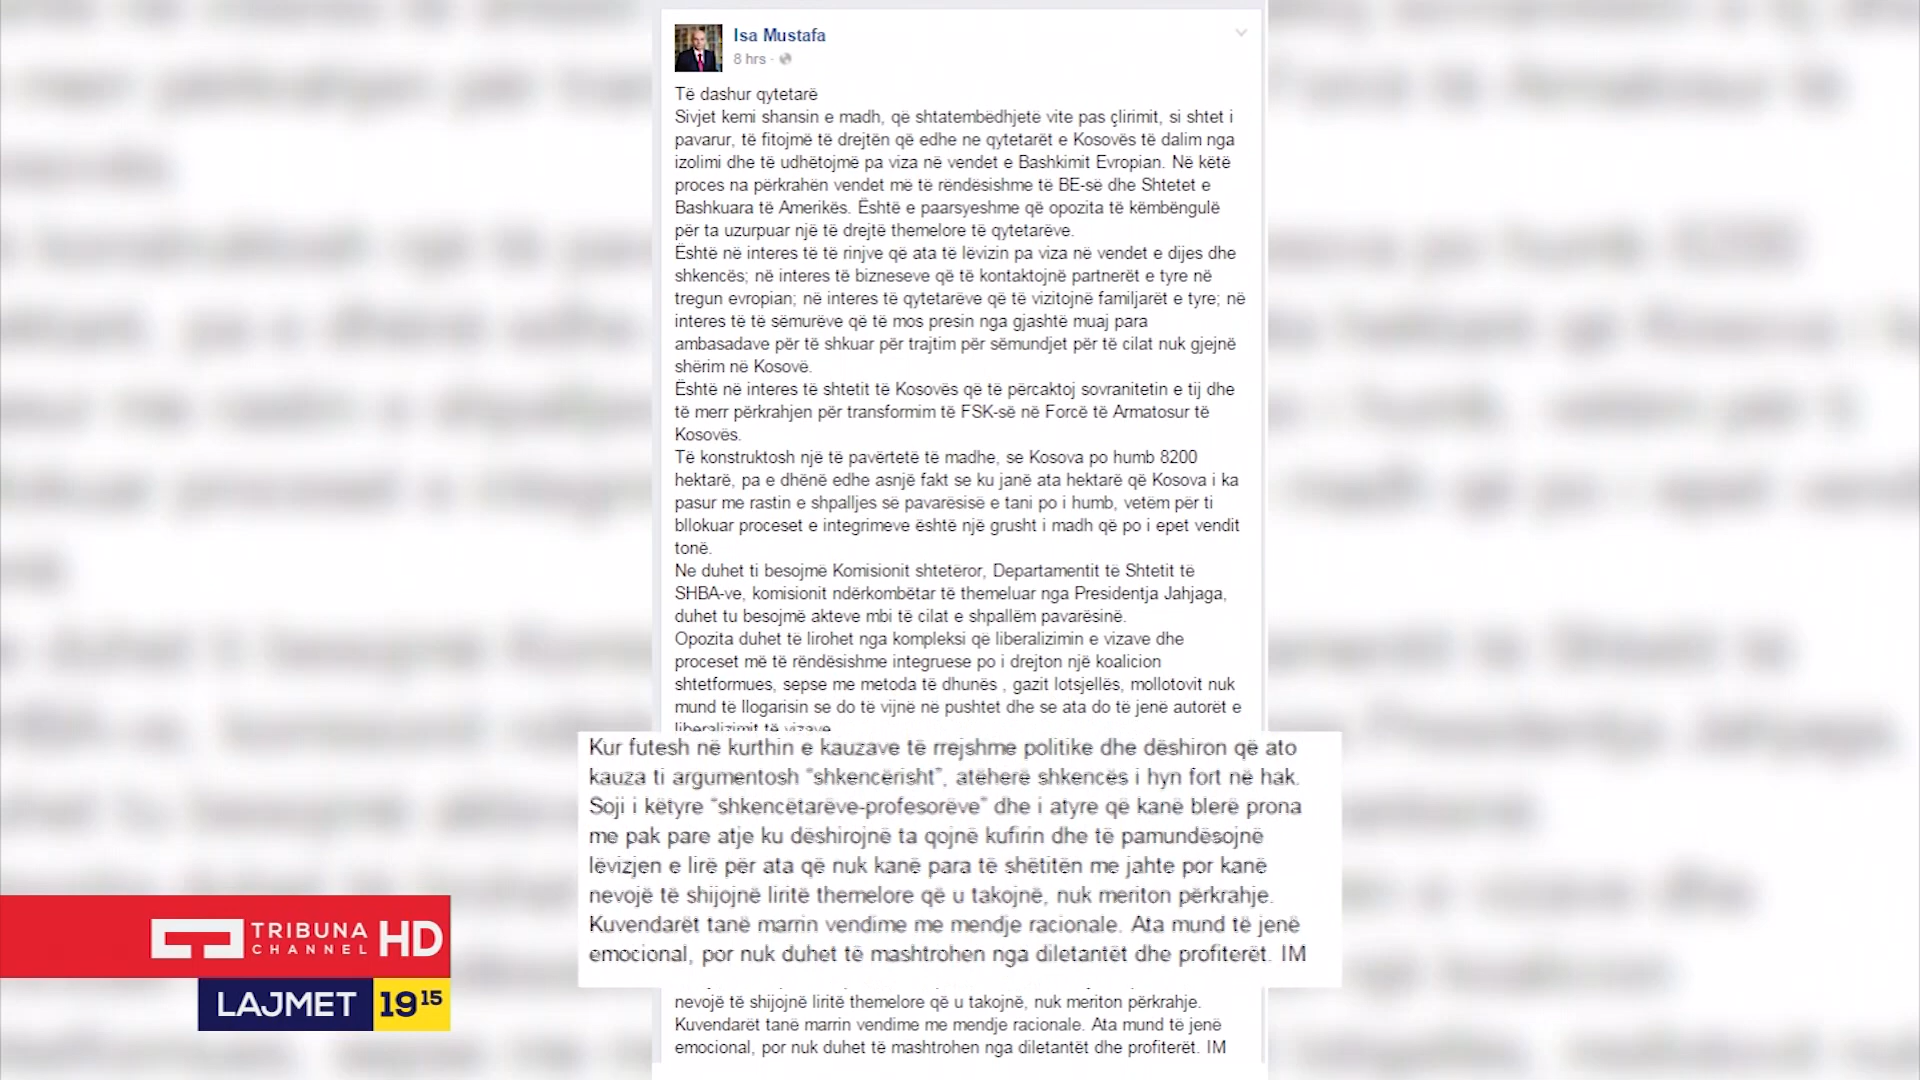 Isa Mustafa
8 hrs ·
Të dashur qytetarë
Sivjet kemi shansin e madh, që shtatëmbëdhjetë vite pas çlirimit, si shtet i
pavarur, të fitojmë të drejtën që edhe ne qytetarët e Kosovës të dalim nga
izolimi dhe të udhëtojmë pa viza në vendet e Bashkimit Evropian. Në këtë
proces na përkrahën vendet më të rëndësishme të BE-së dhe Shtetet e
Bashkuara të Amerikës. Është e paarsyeshme që opozita të këmbëngulë
për ta uzurpuar një të drejtë themelore të qytetarëve.
Është në interes të të rinjve që ata të lëvizin pa viza në vendet e dijes dhe
shkencës; në interes të bizneseve që të kontaktojnë partnerët e tyre në
tregun evropian; në interes të qytetarëve që të vizitojnë familjarët e tyre; në
interes të të sëmurëve që të mos presin nga gjashtë muaj para
ambasadave për të shkuar për trajtim për sëmundjet për të cilat nuk gjejnë
shërim në Kosovë.
Është në interes të shtetit të Kosovës që të përcaktoj sovranitetin e tij dhe
të merr përkrahjen për transformim të FSK-së në Forcë të Armatosur të
Kosovës.
Të konstruktosh një të pavërtetë të madhe, se Kosova po humb 8200
hektarë, pa e dhënë edhe asnjë fakt se ku janë ata hektarë që Kosova i ka
pasur me rastin e shpalljes së pavarësisë e tani po i humb, vetëm për ti
bllokuar proceset e integrimeve është një grusht i madh që po i epet vendit
tonë.
Ne duhet ti besojmë Komisionit shtetëror, Departamentit të Shtetit të
SHBA-ve, komisionit ndërkombëtar të themeluar nga Presidentja Jahjaga,
duhet tu besojmë akteve mbi të cilat e shpallëm pavarësinë.
Opozita duhet të lirohet nga kompleksi që liberalizimin e vizave dhe
proceset më të rëndësishme integruese po i drejton një koalicion
shtetformues, sepse me metoda të dhunës , gazit lotsjellës, mollotovit nuk
mund të llogarisin se do të vijnë në pushtet dhe se ata do të jenë autorët e
liberalizimit të vizave
Kur futesh në kurthin e kauzave të rrejshme politike dhe dëshiron që ato
kauza ti argumentosh “shkencërisht”, atëherë shkencës i hyn fort në hak.
Soji i këtyre “shkencëtarëve-profesorëve” dhe i atyre që kanë blerë prona
me pak pare atje ku dëshirojnë ta qojnë kufirin dhe të pamundësojnë
lëvizjen e lirë për ata që nuk kanë para të shëtitën me jahte por kanë
nevojë të shijojnë liritë themelore që u takojnë, nuk meriton përkrahje.
Kuvendarët tanë marrin vendime me mendje racionale. Ata mund të jenë
emocional, por nuk duhet të mashtrohen nga diletantët dhe profiterët. IM
nevojë të shijojnë liritë themelore që u takojnë, nuk meriton përkrahje.
Kuvendarët tanë marrin vendime me mendje racionale. Ata mund të jenë
emocional, por nuk duhet të mashtrohen nga diletantët dhe profiterët. IM
TRIBUNA
CHANNEL HD
LAJMET 19 15